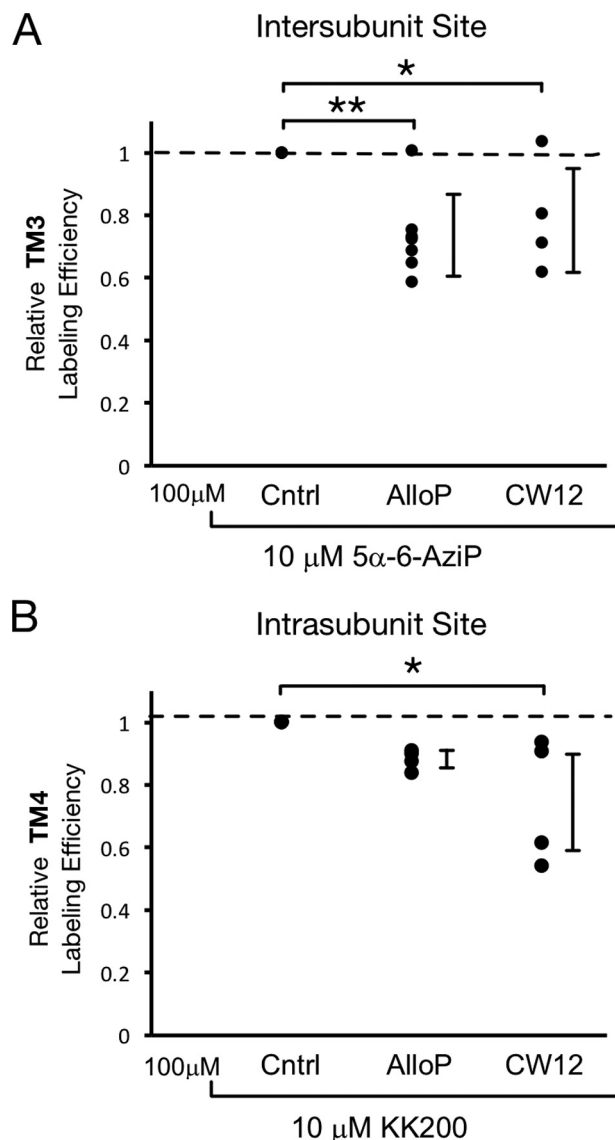 A
Intersubunit Site
*
**
1
0.8
0.6
0.4
0.2
0
Relative TM3
Labeling Efficiency
100μM Cntrl AlloP CW12
10 μM 5α-6-AziP
B
Intrasubunit Site
*
1
0.8
0.6
0.4
0.2
0
Relative TM4
Labeling Efficiency
100μM Cntrl AlloP CW12
10 μM KK200